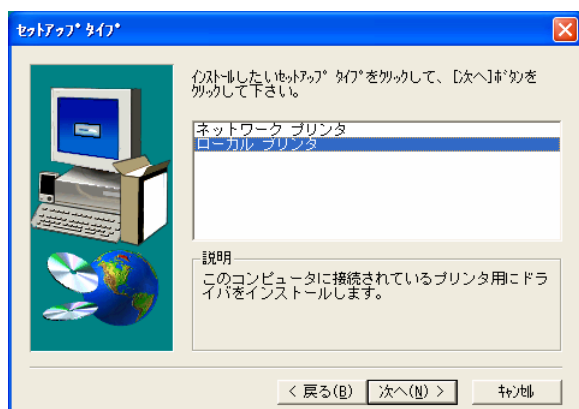 ｾｯﾄｱｯﾌﾟ ﾀｲﾌﾟ
ｲﾝｽﾄｰﾙしたいｾｯﾄｱｯﾌﾟ ﾀｲﾌﾟをｸﾘｯｸして、[次へ]ﾎﾞﾀﾝを
ｸﾘｯｸして下さい。
ネットワーク プリンタ
ローカル プリンタ
説明
このコンピュータに接続されているプリンタ用にドラ
イバをインストールします。
< 戻る(B)
次へ(N) >
ｷｬﾝｾﾙ